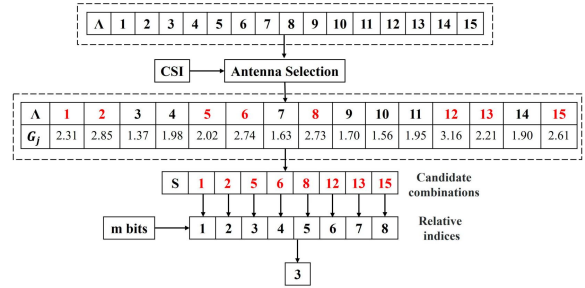 Λ 1 2 3 4 5 6 7 8 9 10 11 12 13 14 15
CSI Antenna Selection
Λ 1 2 3 4 5 6 7 8 9 10 11 12 13 14 15
G_j 2.31 2.85 1.37 1.98 2.02 2.74 1.63 2.73 1.70 1.56 1.95 3.16 2.21 1.90 2.61
S 1 2 5 6 8 12 13 15
Candidate
combinations
m bits 1 2 3 4 5 6 7 8
Relative
indices
3